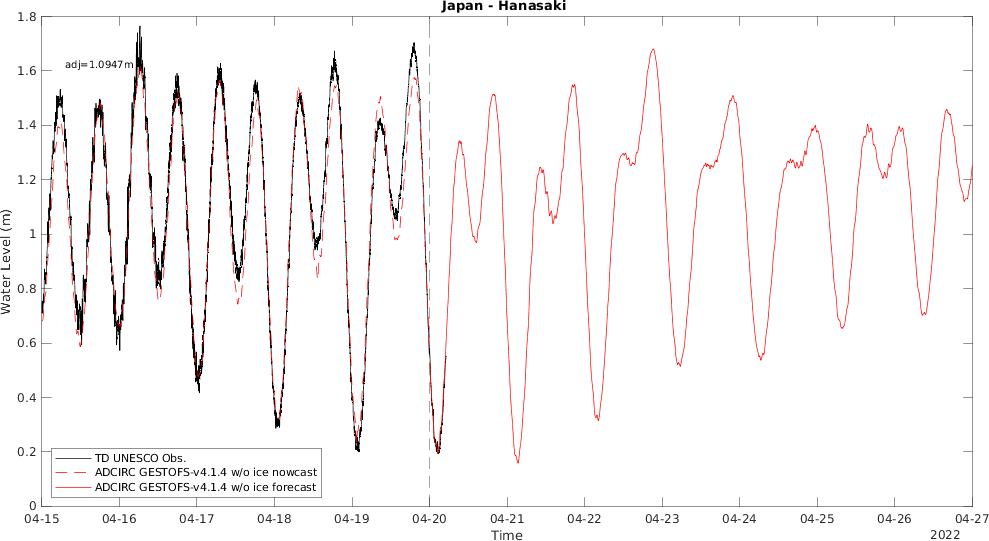 Japan - Hanasaki
1.8
1.6
1.4
1.2
1
0.8
0.6
0.4
0.2
0
Water Level (m)
adj=1.0947m
TD UNESCO Obs.
ADCIRC GESTOFS-v4.1.4 w/o ice nowcast
ADCIRC GESTOFS-v4.1.4 w/o ice forecast
04-15 04-16 04-17 04-18 04-19 04-20 04-21 04-22 04-23 04-24 04-25 04-26 04-27
Time
2022